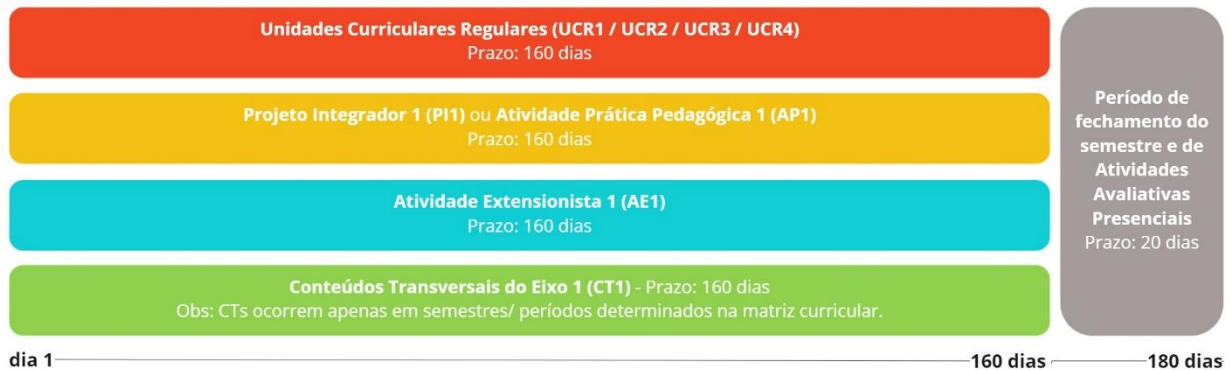 Unidades Curriculares Regulares (UCR1 / UCR2 / UCR3 / UCR4)
Prazo: 160 dias
Projeto Integrador 1 (PI1) ou Atividade Prática Pedagógica 1 (AP1)
Prazo: 160 dias
Atividade Extensionista 1 (AE1)
Prazo: 160 dias
Conteúdos Transversais do Eixo 1 (CT1) - Prazo: 160 dias
Obs: CTs ocorrem apenas em semestres/ períodos determinados na matriz curricular.
Período de
fechamento do
semestre e de
Atividades
Avaliativas
Presenciais
Prazo: 20 dias
dia 1
160 dias
180 dias